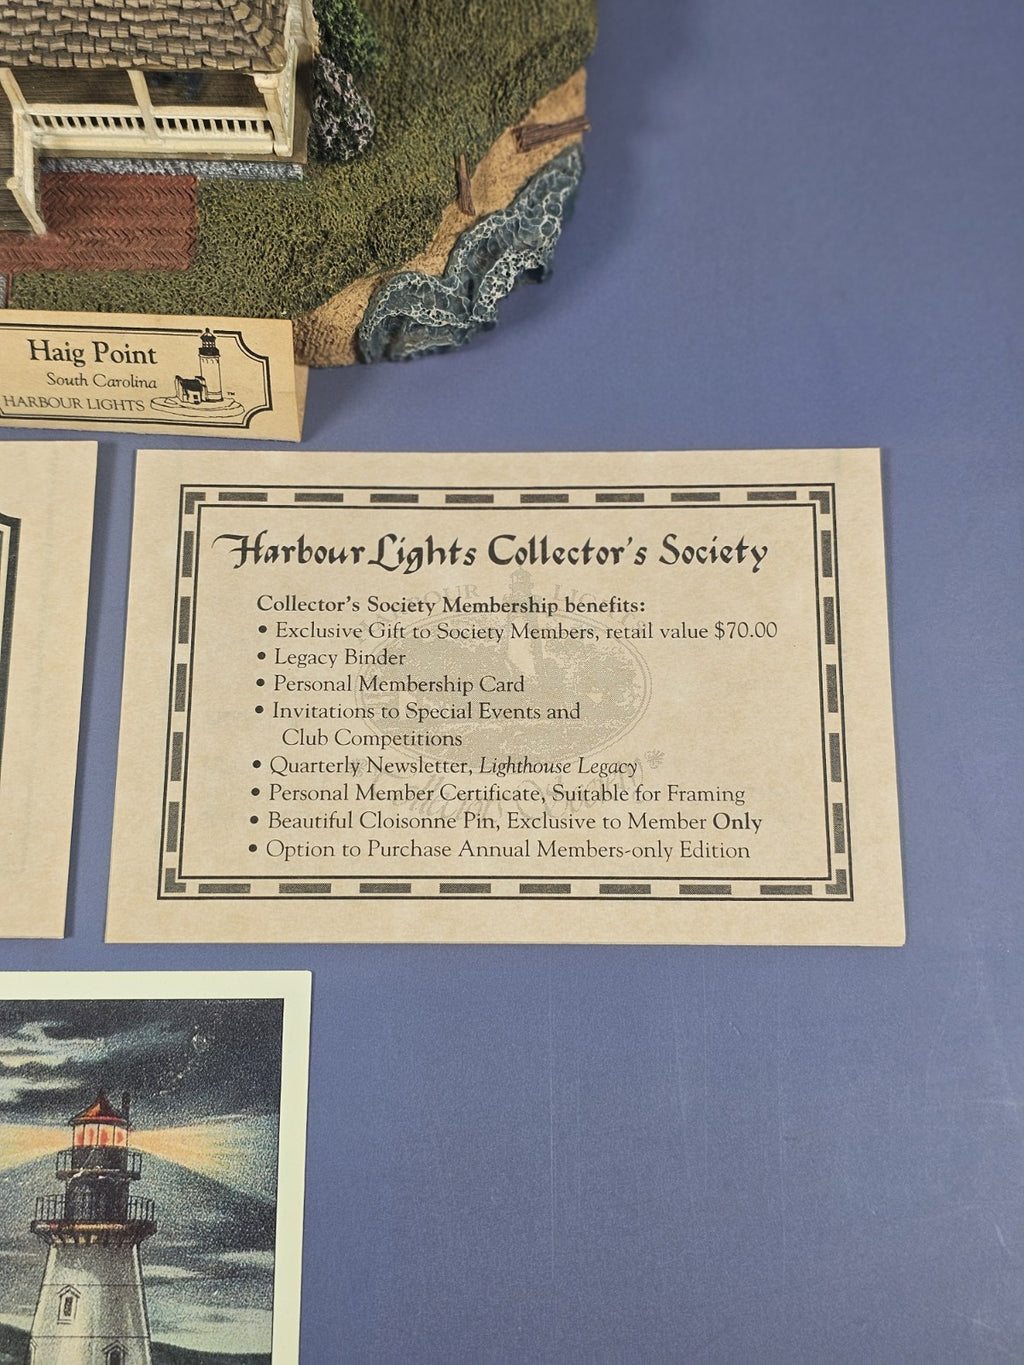 Haig Point
South Carolina
HARBOUR LIGHTS
™
Harbour Lights Collector's Society
Collector's Society Membership benefits:
• Exclusive Gift to Society Members, retail value $70.00
• Legacy Binder
• Personal Membership Card
• Invitations to Special Events and
Club Competitions
• Quarterly Newsletter, Lighthouse Legacy
• Personal Member Certificate, Suitable for Framing
• Beautiful Cloisonne Pin, Exclusive to Member Only
• Option to Purchase Annual Members-only Edition